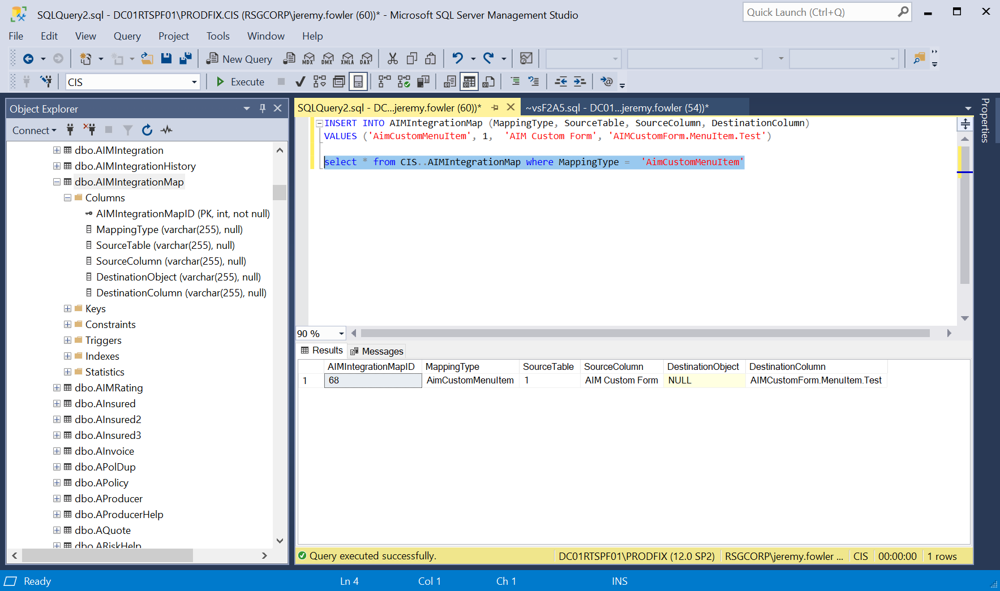 SQLQuery2.sql - DC01RTSPF01\PRODFIX.CIS (RSGCORP\jeremy.fowler (60))* - Microsoft SQL Server Management Studio
Quick Launch (Ctrl+Q)
File Edit View Query Project Tools Window Help
New Query MDX DMX XMLA DAX
CIS Execute
Object Explorer
Connect
dbo.AIMIntegration
dbo.AIMIntegrationHistory
dbo.AIMIntegrationMap
Columns
AIMIntegrationMapID (PK, int, not null)
MappingType (varchar(255), null)
SourceTable (varchar(255), null)
SourceColumn (varchar(255), null)
DestinationObject (varchar(255), null)
DestinationColumn (varchar(255), null)
Keys
Constraints
Triggers
Indexes
Statistics
dbo.AIMRating
dbo.AInsured
dbo.AInsured2
dbo.AInsured3
dbo.AInvoice
dbo.APolDup
dbo.APolicy
dbo.AProducer
dbo.AProducerHelp
dbo.AQuote
dbo.ARiskHelp
SQLQuery2.sql - DC...jeremy.fowler (60))* ~vsF2A5.sql - DC01...jeremy.fowler (54))*
INSERT INTO AIMIntegrationMap (MappingType, SourceTable, SourceColumn, DestinationColumn)
VALUES ('AimCustomMenuItem', 1,  'AIM Custom Form', 'AIMCustomForm.MenuItem.Test')
select * from CIS..AIMIntegrationMap where MappingType =  'AimCustomMenuItem'
90 %
Results Messages
AIMIntegrationMapID MappingType SourceTable SourceColumn DestinationObject DestinationColumn
1 68 AimCustomMenuItem 1 AIM Custom Form NULL AIMCustomForm.MenuItem.Test
Query executed successfully. DC01RTSPF01\PRODFIX (12.0 SP2) RSGCORP\jeremy.fowler ... CIS 00:00:00 1 rows
Properties
Ready Ln 4 Col 1 Ch 1 INS